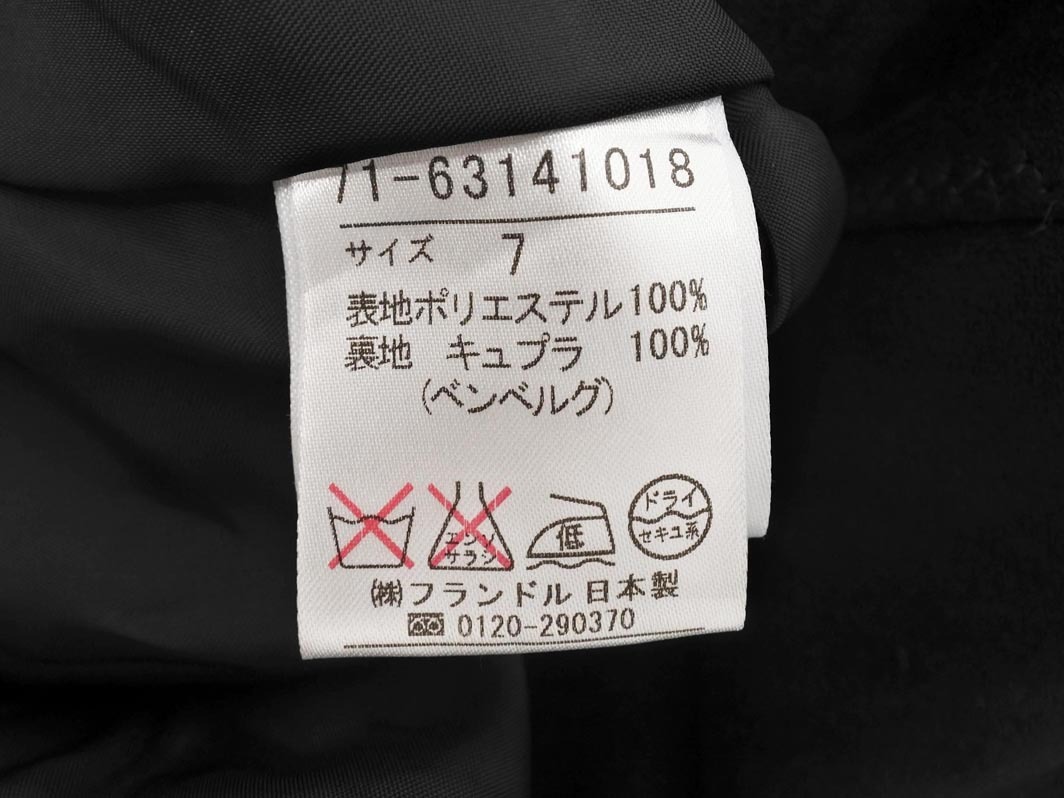 71-63141018
サイズ 7
表地ポリエステル100%
裏地 キュプラ 100%
(ベンベルグ)
エンソ
サラシ
低
ドライ
セキユ系
㈱フランドル 日本製
0120-290370